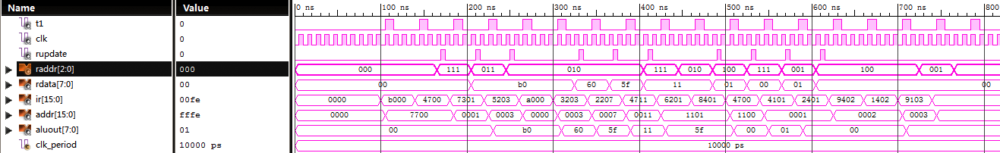 Name Value 0 ns 100 ns 200 ns 300 ns 400 ns 500 ns 600 ns 700 ns 800
t1 0
clk 0
rupdate 0
raddr[2:0] 000 000 111 011 010 111 010 100 111 001 100 001
rdata[7:0] 00 00 b0 60 5f 11 01 00 01 00
ir[15:0] 00fe 0000 b000 4700 7301 5203 a000 3203 2207 4711 6201 8401 4700 4101 2401 9402 1402 9103
addr[15:0] fffe 0000 7700 0001 0003 0000 0003 0007 0011 1101 1100 0001 0002 0003
aluout[7:0] 01 00 b0 60 5f 11 5f 00 01 00
clk_period 10000 ps 10000 ps